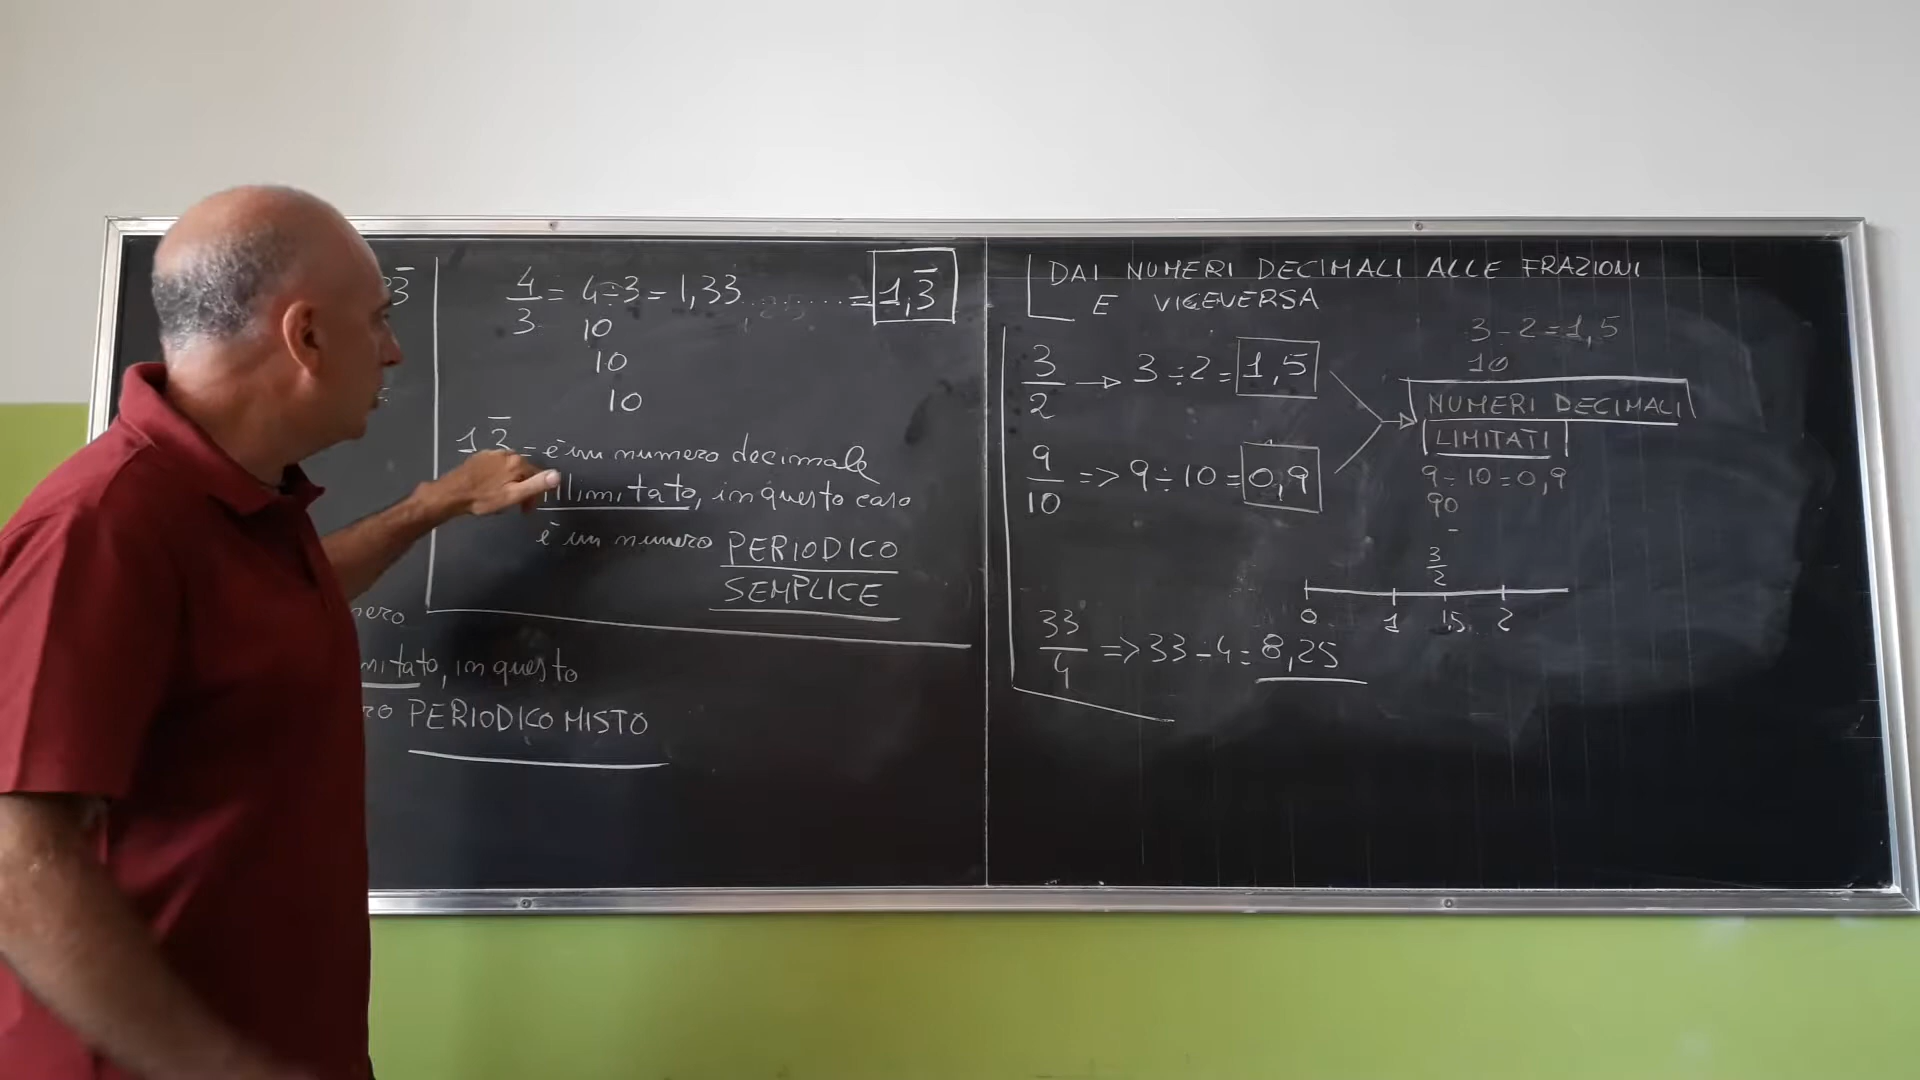 4/3 = 4÷3 = 1,33........ = 1,3̅
10
10
10
= è un numero decimale
illimitato, in questo caso
è un numero PERIODICO
SEMPLICE
nero
mitato, in questo
ro PERIODICO MISTO
DAI NUMERI DECIMALI ALLE FRAZIONI
E VICEVERSA
3/2 → 3÷2 = 1,5
9/10 => 9÷10 = 0,9
33/4 => 33÷4 = 8,25
3÷2=1,5
10
NUMERI DECIMALI
LIMITATI
9÷10=0,9
90
-
3/2
0 1 1,5 2